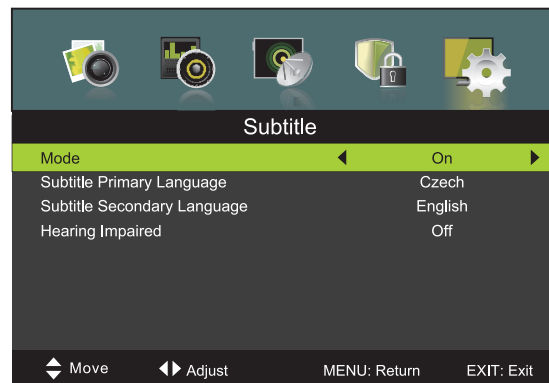 Subtitle
Mode On
Subtitle Primary Language Czech
Subtitle Secondary Language English
Hearing Impaired Off
Move Adjust MENU: Return EXIT: Exit